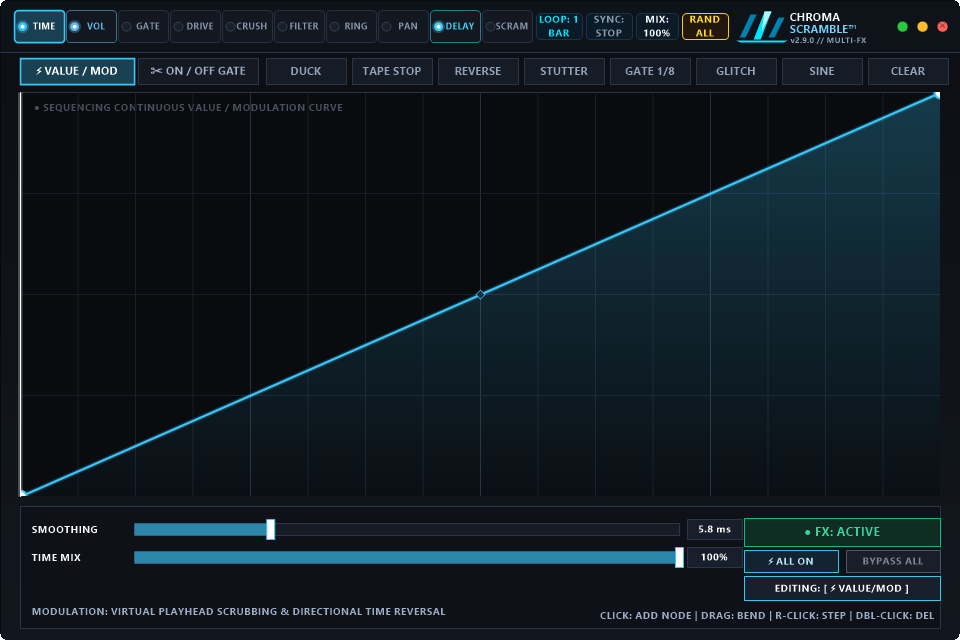 TIME VOL GATE DRIVE CRUSH FILTER RING PAN DELAY SCRAM LOOP: 1 BAR SYNC: STOP MIX: 100% RAND ALL CHROMA SCRAMBLE™ v2.9.0 // MULTI-FX
⚡VALUE / MOD ✂ ON / OFF GATE DUCK TAPE STOP REVERSE STUTTER GATE 1/8 GLITCH SINE CLEAR
● SEQUENCING CONTINUOUS VALUE / MODULATION CURVE
SMOOTHING 5.8 ms ● FX: ACTIVE
TIME MIX 100% ⚡ALL ON BYPASS ALL
EDITING: [ ⚡VALUE/MOD ]
MODULATION: VIRTUAL PLAYHEAD SCRUBBING & DIRECTIONAL TIME REVERSAL
CLICK: ADD NODE | DRAG: BEND | R-CLICK: STEP | DBL-CLICK: DEL